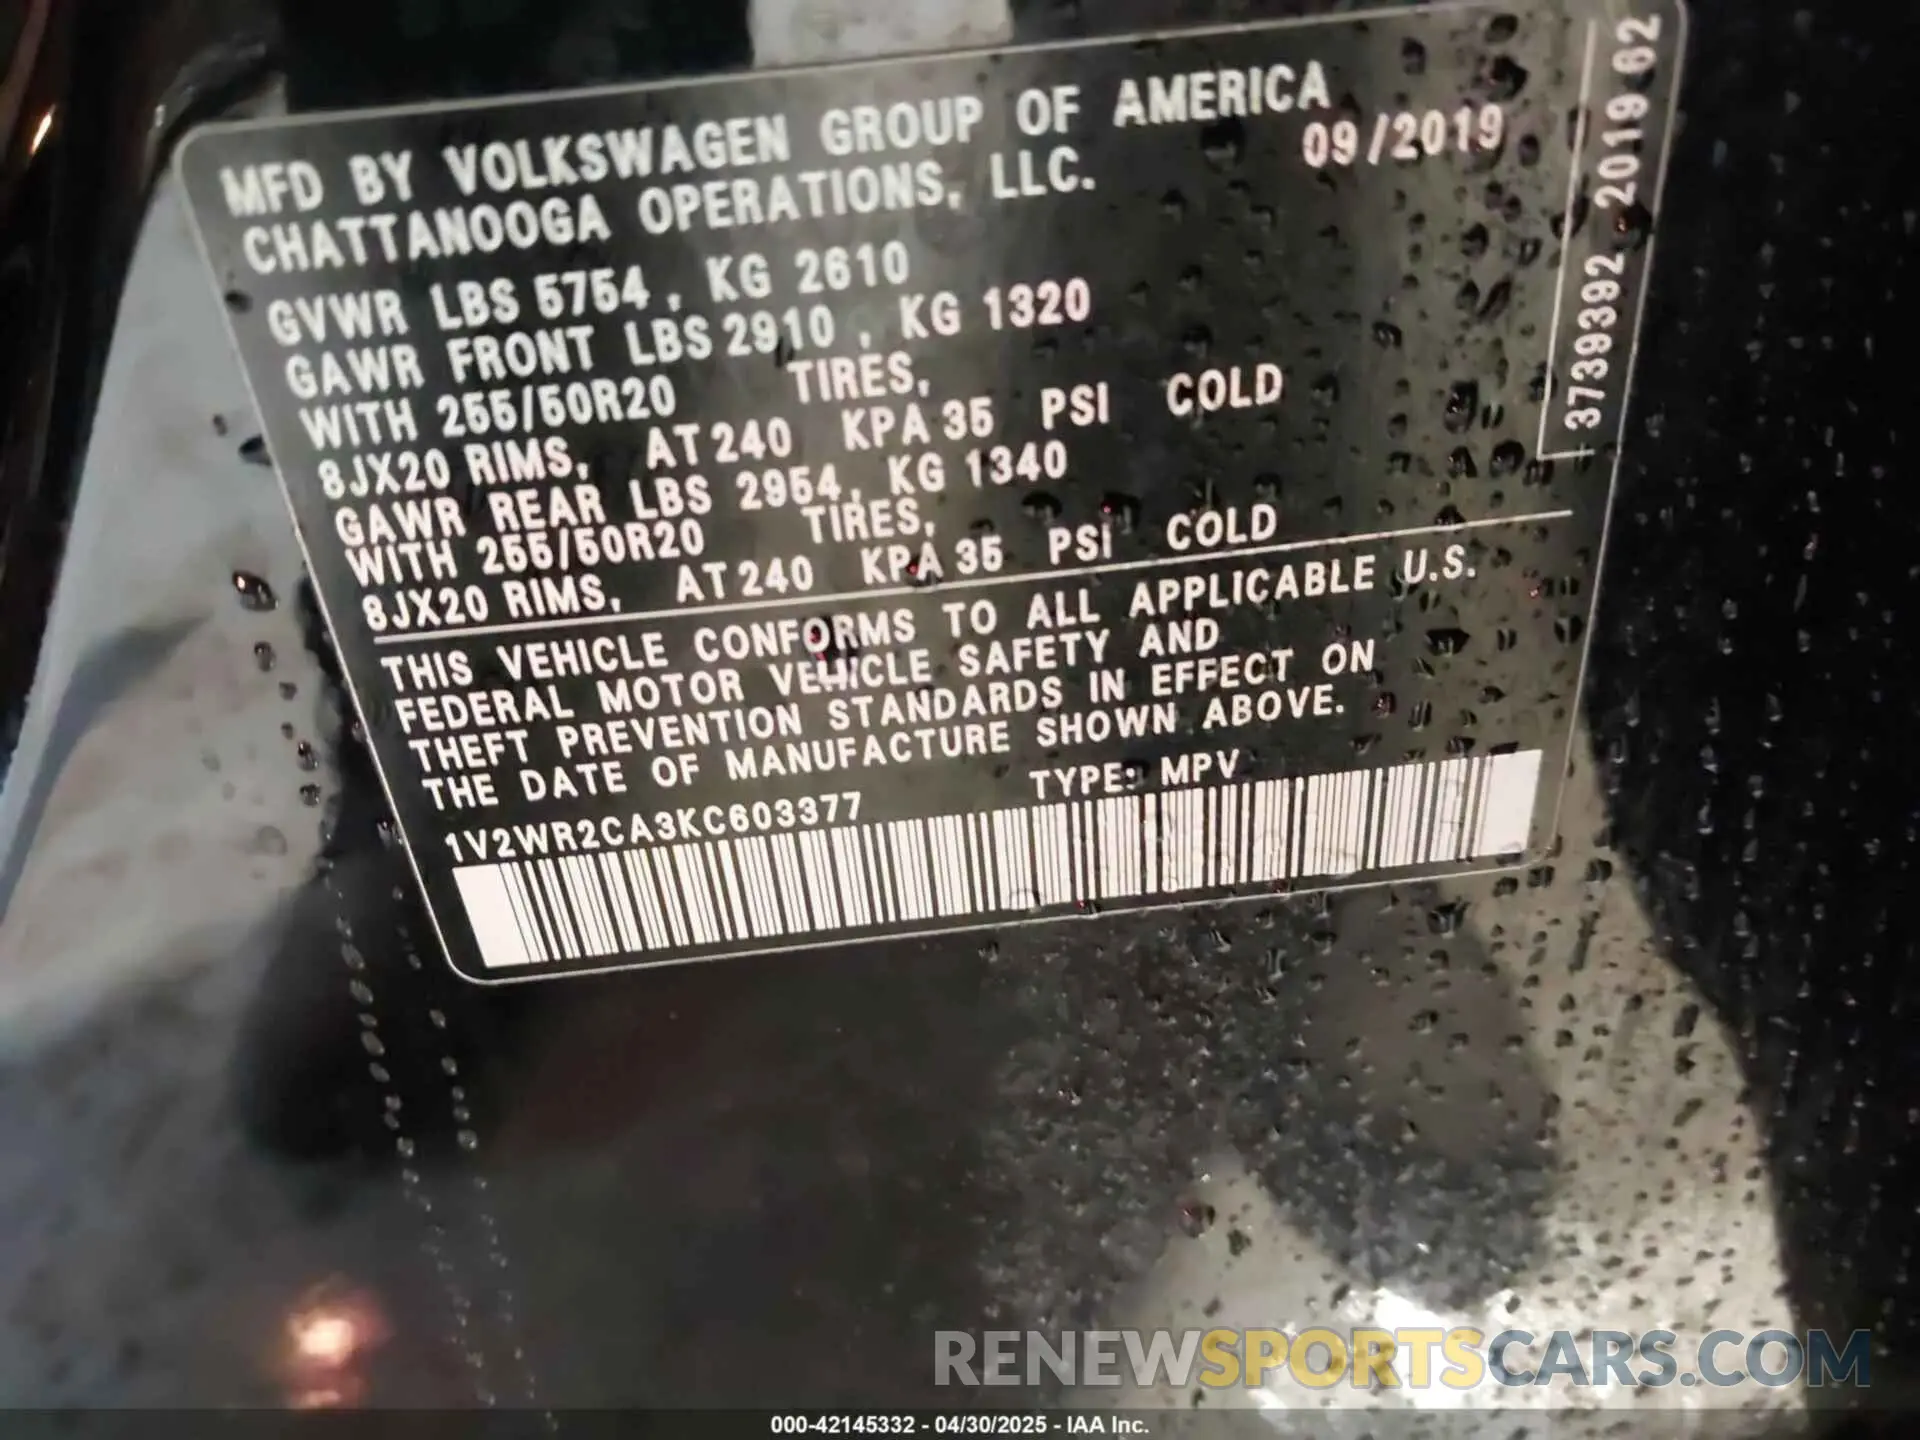 MFD BY VOLKSWAGEN GROUP OF AMERICA
CHATTANOOGA OPERATIONS, LLC. 09/2019
GVWR LBS 5754, KG 2610
GAWR FRONT LBS 2910, KG 1320
WITH 255/50R20 TIRES,
8JX20 RIMS, AT 240 KPA 35 PSI COLD
GAWR REAR LBS 2954, KG 1340
WITH 255/50R20 TIRES,
8JX20 RIMS, AT 240 KPA 35 PSI COLD
THIS VEHICLE CONFORMS TO ALL APPLICABLE U.S.
FEDERAL MOTOR VEHICLE SAFETY AND
THEFT PREVENTION STANDARDS IN EFFECT ON
THE DATE OF MANUFACTURE SHOWN ABOVE.
1V2WR2CA3KC603377 TYPE: MPV
3739392 2019 62
RENEWSPORTSCARS.COM
000-42145332 - 04/30/2025 - IAA Inc.